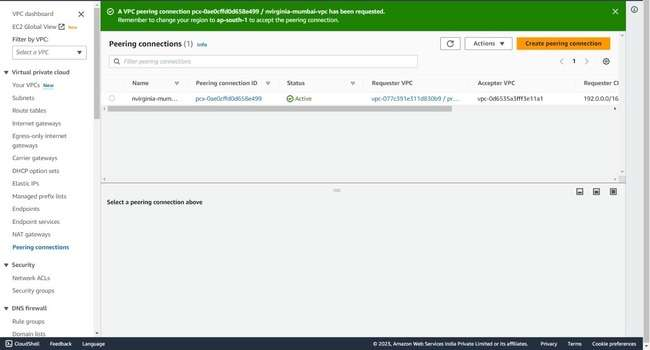 VPC dashboard
EC2 Global View New
Filter by VPC:
Select a VPC
Virtual private cloud
Your VPCs New
Subnets
Route tables
Internet gateways
Egress-only internet
gateways
Carrier gateways
DHCP option sets
Elastic IPs
Managed prefix lists
Endpoints
Endpoint services
NAT gateways
Peering connections
Security
Network ACLs
Security groups
DNS firewall
Rule groups
Domain lists
A VPC peering connection pcx-0ae0cffd0d658e499 / nvirginia-mumbai-vpc has been requested.
Remember to change your region to ap-south-1 to accept the peering connection.
Peering connections (1) Info
Actions
Create peering connection
Filter peering connections
1
Name Peering connection ID Status Requester VPC Accepter VPC Requester CI
nvirginia-mum... pcx-0ae0cffd0d658e499 Active vpc-077c391e311d830b9 / pr... vpc-0d6535a3fff3e11a1 192.0.0.0/16
Select a peering connection above
CloudShell Feedback Language © 2023, Amazon Web Services India Private Limited or its affiliates. Privacy Terms Cookie preferences